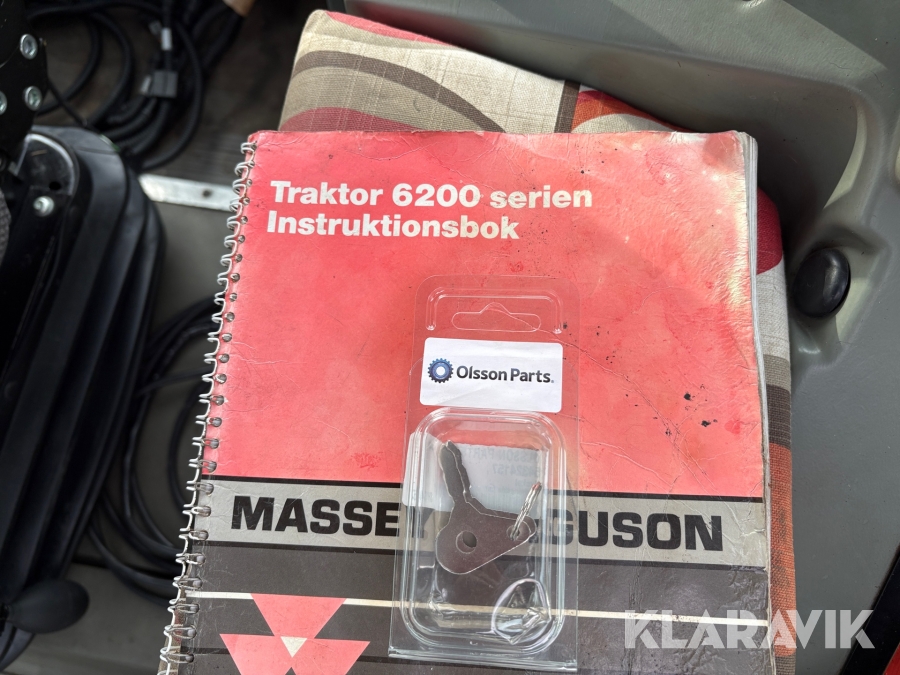 Traktor 6200 serien
Instruktionsbok
Olsson Parts
MASSE GUSON
KLARAVIK